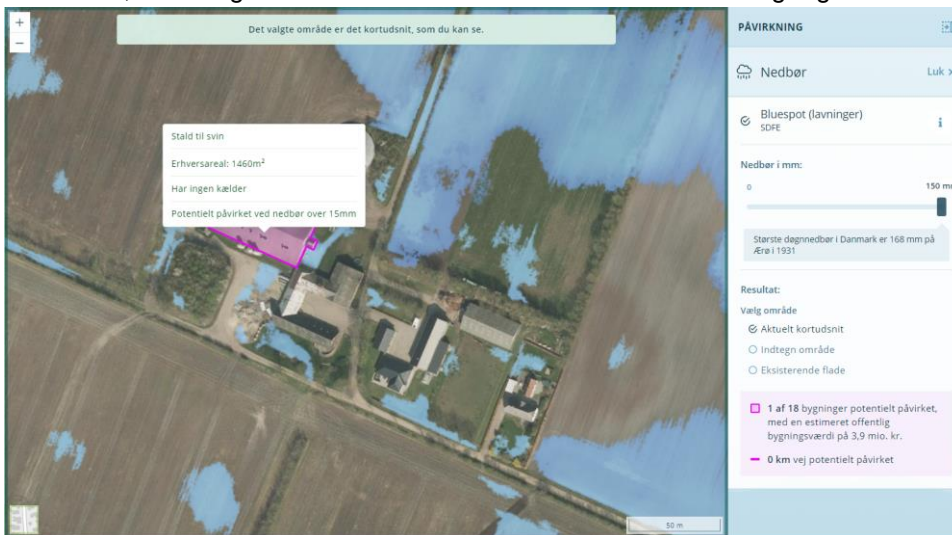 Det valgte område er det kortudsnit, som du kan se.
+
−
Stald til svin
Erhversareal: 1460m²
Har ingen kælder
Potentielt påvirket ved nedbør over 15mm
50 m
PÅVIRKNING
Nedbør
Luk
Bluespot (lavninger)
SDFE
i
Nedbør i mm:
0
150
Største døgnnedbør i Danmark er 168 mm på
Ærø i 1931
Resultat:
Vælg område
Aktuelt kortudsnit
Indtegn område
Eksisterende flade
1 af 18 bygninger potentielt påvirket,
med en estimeret offentlig
bygningsværdi på 3,9 mio. kr.
0 km vej potentielt påvirket